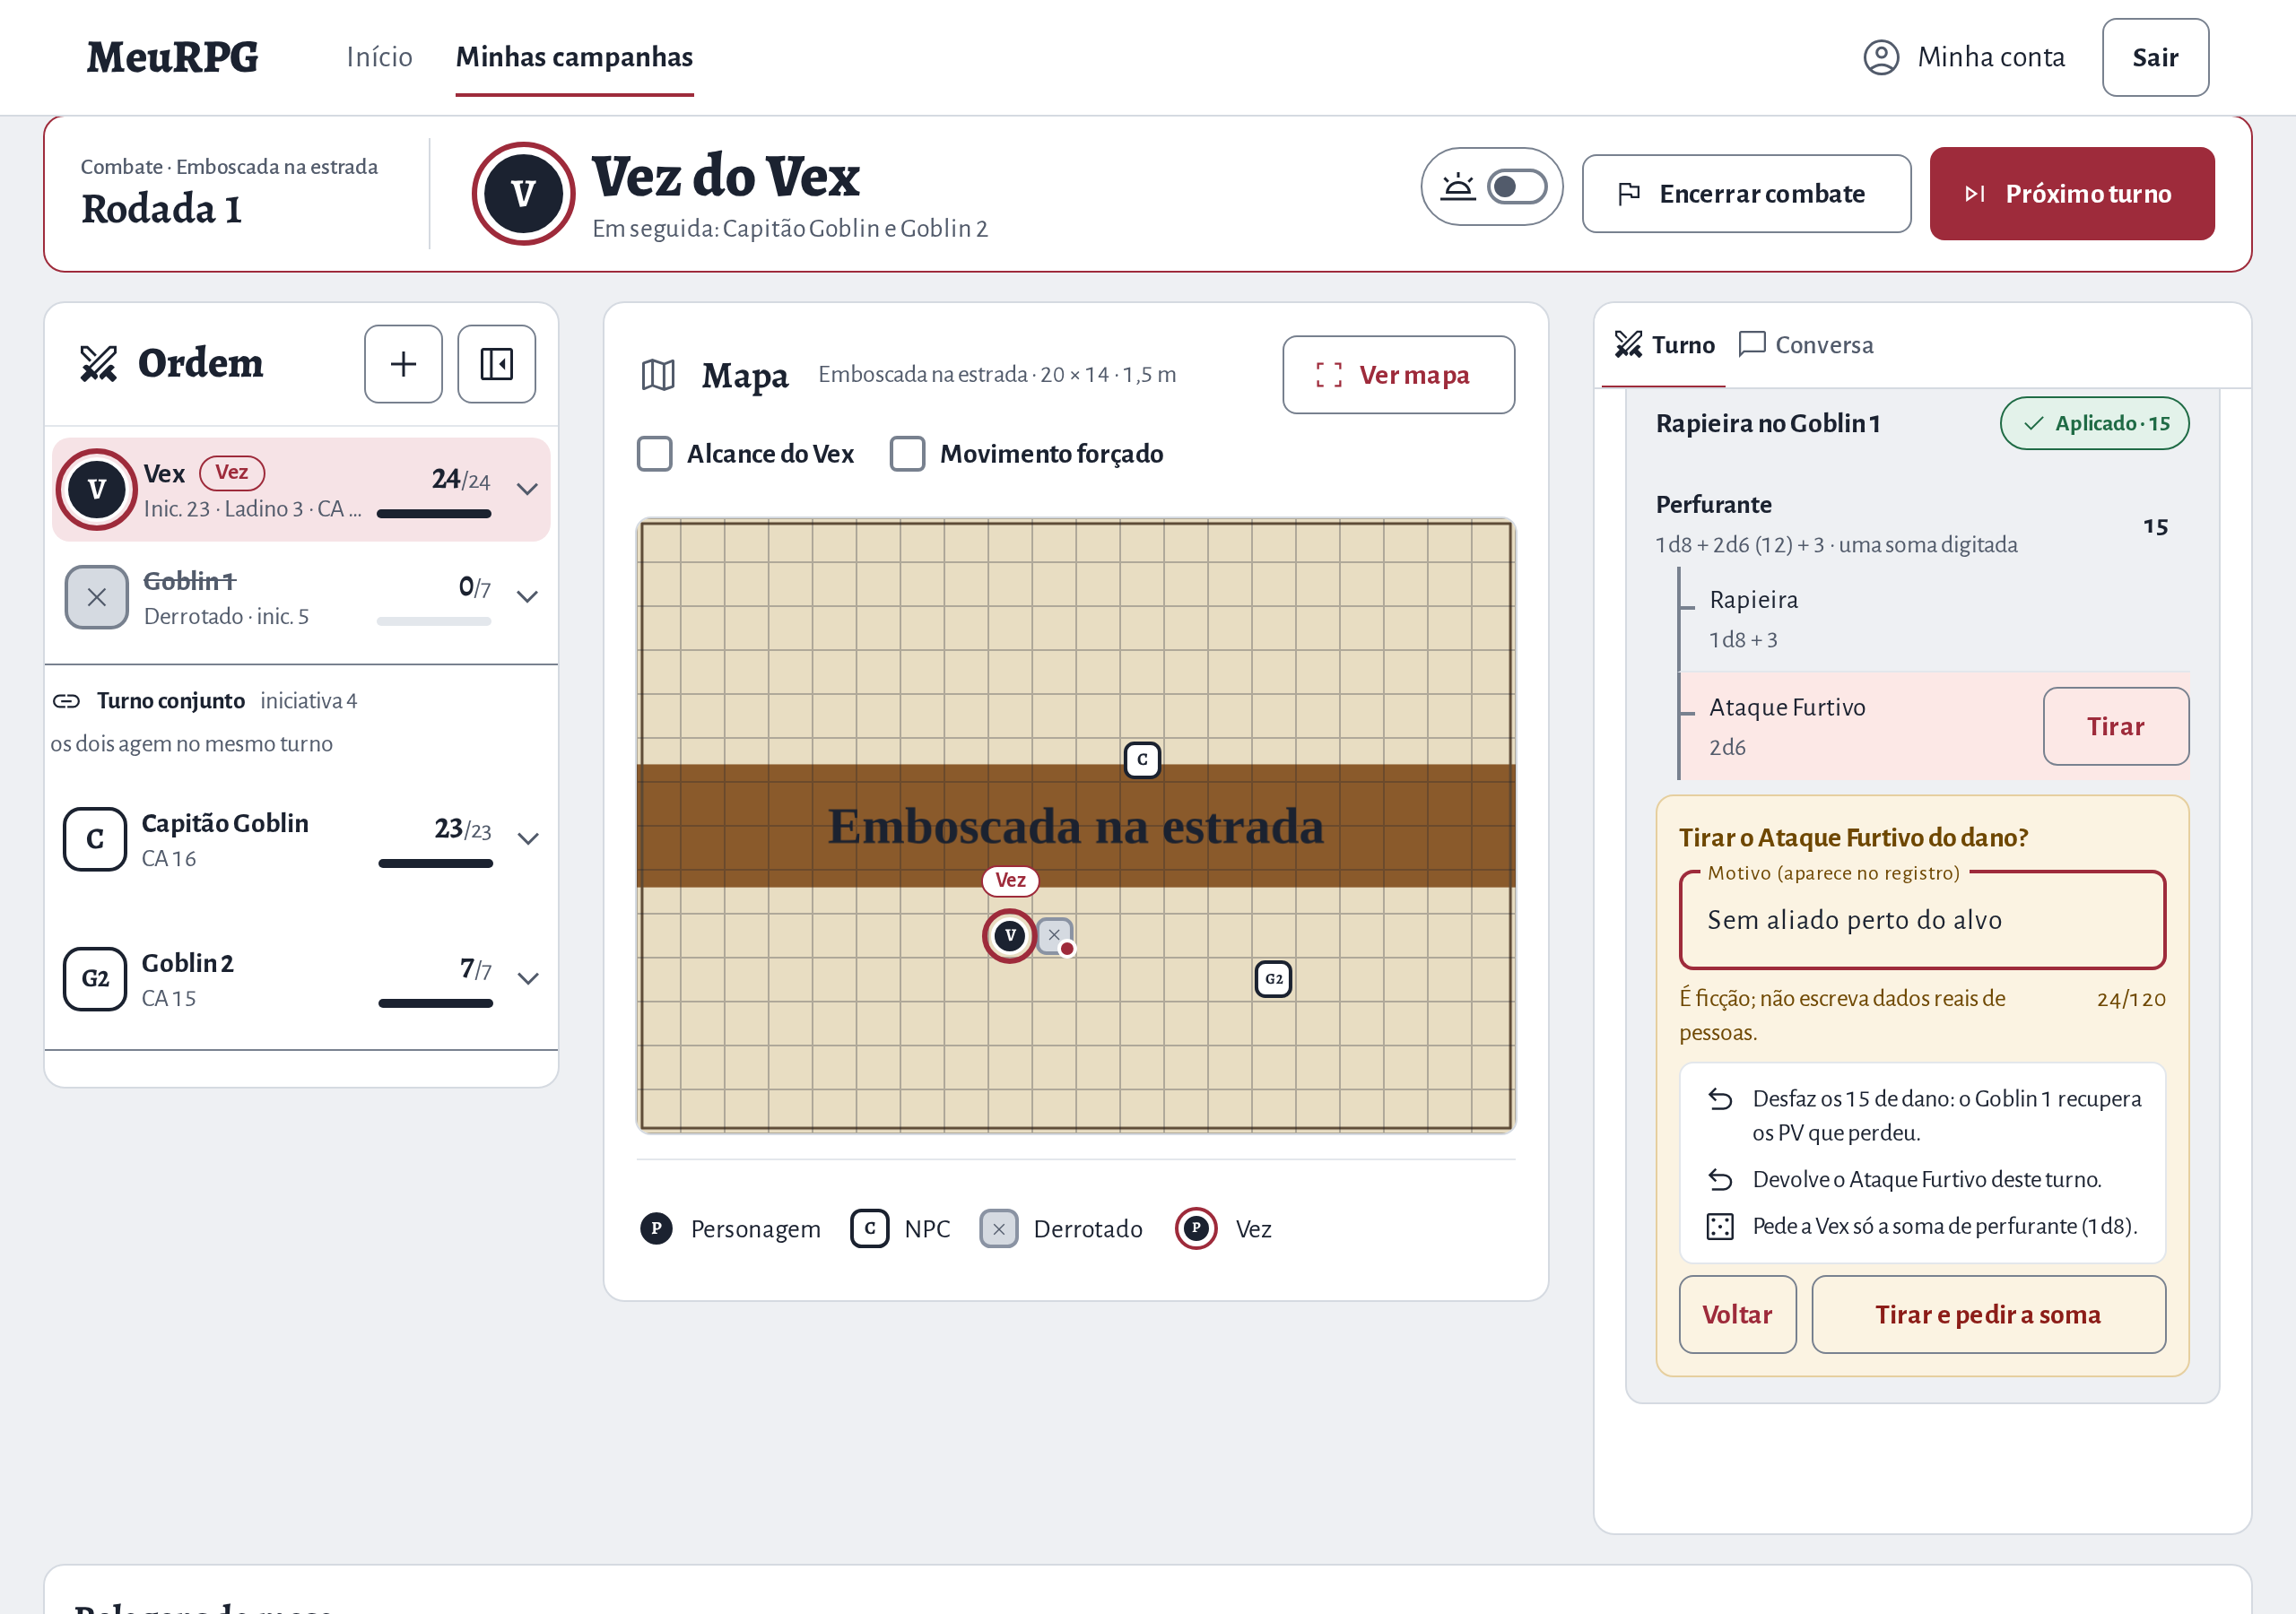 MeuRPG
Início
Minhas campanhas
Minha conta
Sair
Combate · Emboscada na estrada
Rodada 1
V
Vez do Vex
Em seguida: Capitão Goblin e Goblin 2
Encerrar combate
Próximo turno
Ordem
V
Vex
Vez
24/24
Inic. 23 · Ladino 3 · CA ...
Goblin 1
0/7
Derrotado · inic. 5
Turno conjunto iniciativa 4
os dois agem no mesmo turno
C
Capitão Goblin
23/23
CA 16
G2
Goblin 2
7/7
CA 15
Mapa
Emboscada na estrada · 20 × 14 · 1,5 m
Ver mapa
Alcance do Vex
Movimento forçado
C
Emboscada na estrada
Vez
V
G2
P Personagem
C NPC
Derrotado
P Vez
Turno
Conversa
Rapieira no Goblin 1
Aplicado · 15
Perfurante
1d8 + 2d6 (12) + 3 · uma soma digitada
15
Rapieira
1d8 + 3
Ataque Furtivo
2d6
Tirar
Tirar o Ataque Furtivo do dano?
Motivo (aparece no registro)
Sem aliado perto do alvo
É ficção; não escreva dados reais de
pessoas.
24/120
Desfaz os 15 de dano: o Goblin 1 recupera
os PV que perdeu.
Devolve o Ataque Furtivo deste turno.
Pede a Vex só a soma de perfurante (1d8).
Voltar
Tirar e pedir a soma